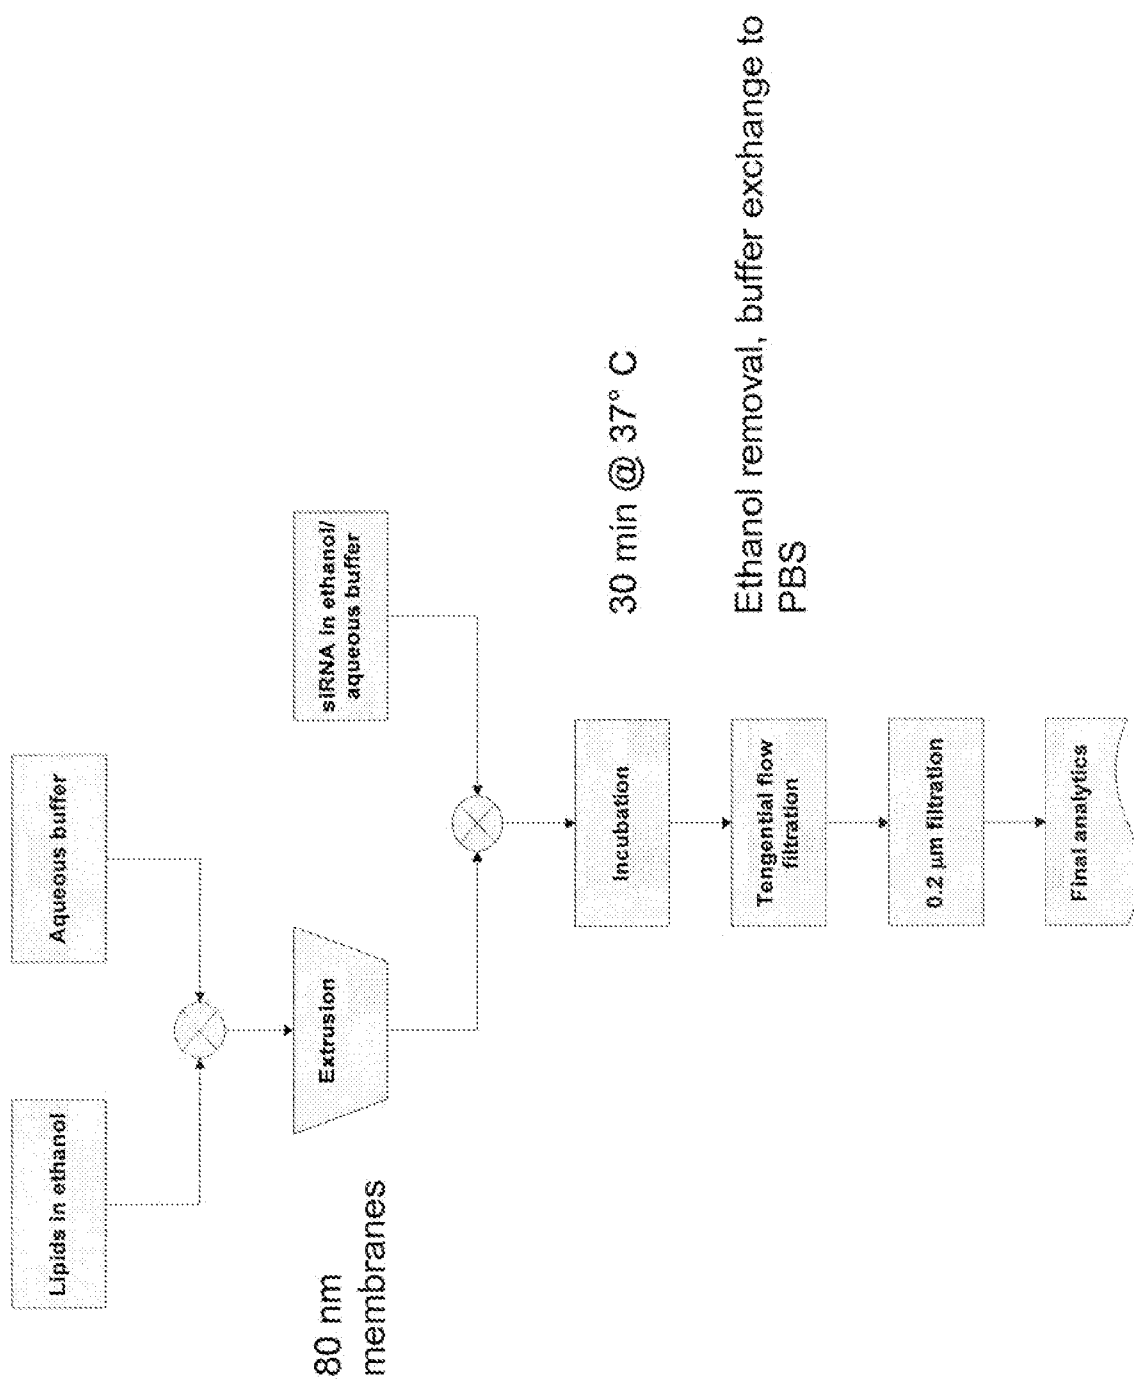 Lipids in ethanol
Aqueous buffer
80 nm
membranes
Extrusion
siRNA in ethanol/
aqueous buffer
Incubation
30 min @ 37° C
Tengential flow
filtration
Ethanol removal, buffer exchange to
PBS
0.2 µm filtration
Final analytics